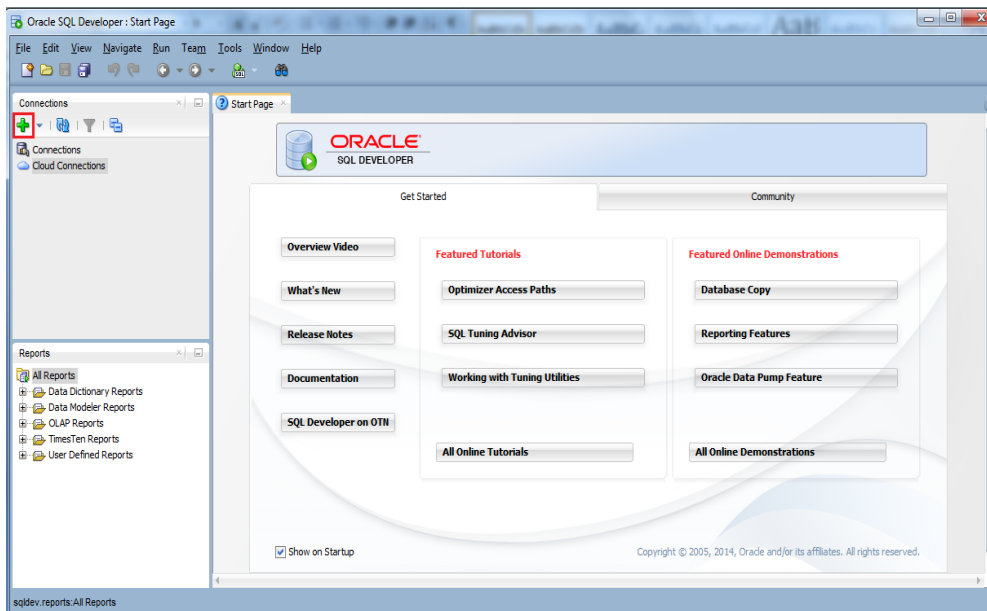 Oracle SQL Developer : Start Page
File Edit View Navigate Run Team Tools Window Help
Connections
Connections
Cloud Connections
Reports
All Reports
Data Dictionary Reports
Data Modeler Reports
OLAP Reports
TimesTen Reports
User Defined Reports
Start Page
ORACLE
SQL DEVELOPER
Get Started
Community
Overview Video
What's New
Release Notes
Documentation
SQL Developer on OTN
Featured Tutorials
Optimizer Access Paths
SQL Tuning Advisor
Working with Tuning Utilities
All Online Tutorials
Featured Online Demonstrations
Database Copy
Reporting Features
Oracle Data Pump Feature
All Online Demonstrations
Show on Startup
Copyright © 2005, 2014, Oracle and/or its affiliates. All rights reserved.
sqldev.reports:All Reports